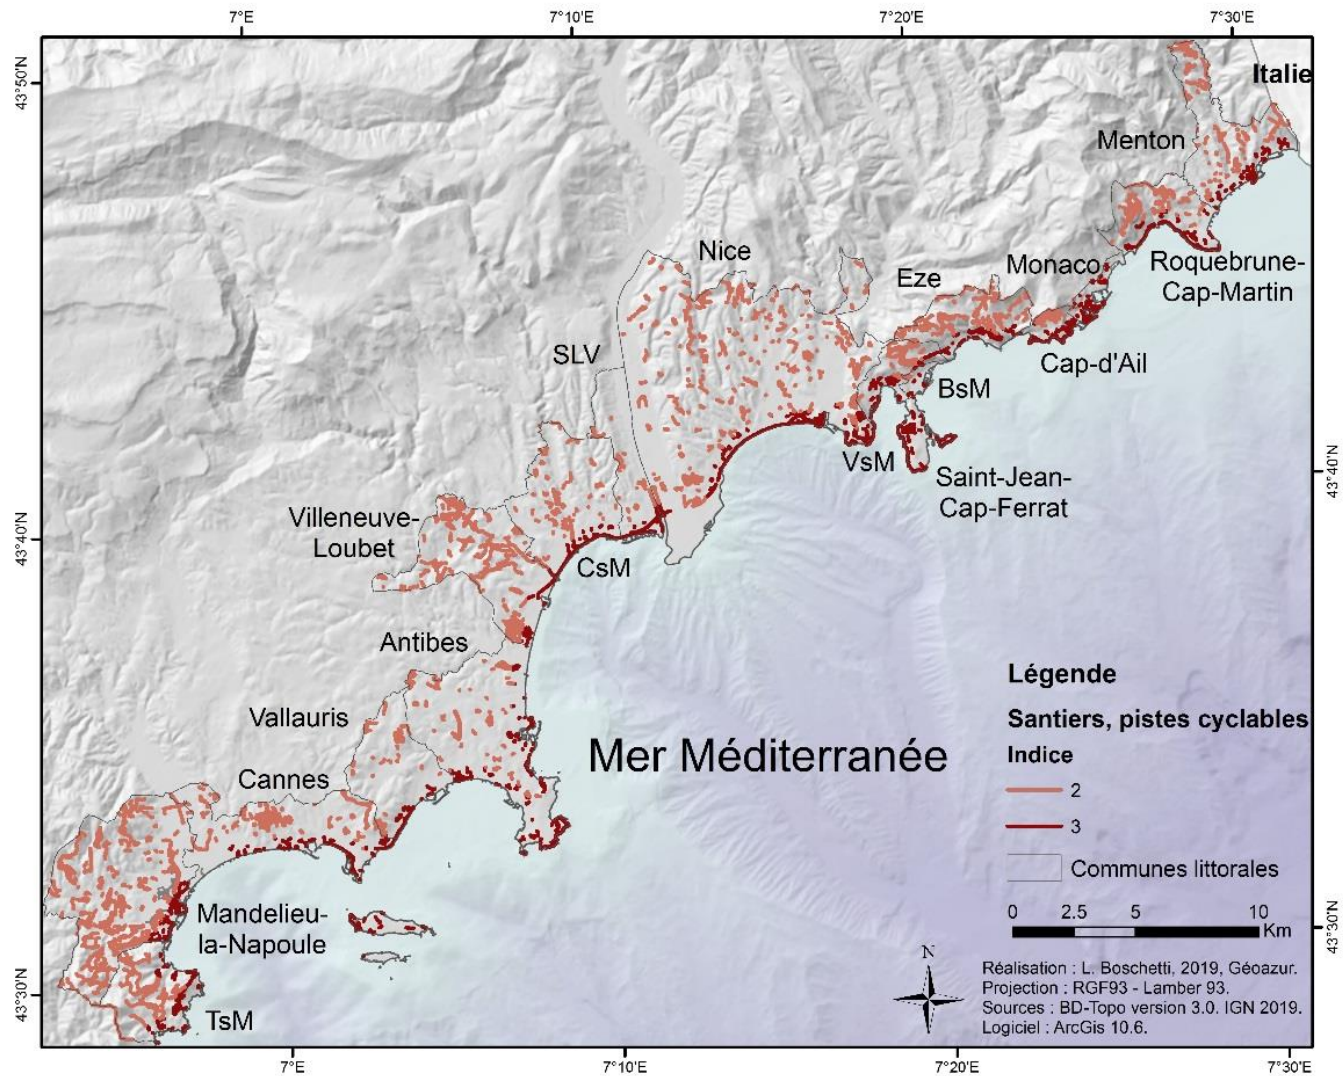 7°E
7°10'E
7°20'E
7°30'E
43°50'N
Italie
Menton
Nice
Eze
Monaco
Roquebrune-
Cap-Martin
SLV
Cap-d'Ail
BsM
VsM
Saint-Jean-
Cap-Ferrat
43°40'N
Villeneuve-
Loubet
43°40'N
CsM
Antibes
Légende
Vallauris
Santiers, pistes cyclables
Mer Méditerranée
Indice
Cannes
2
3
Communes littorales
0 2.5 5 10
Km
Mandelieu-
la-Napoule
43°30'N
N
Réalisation : L. Boschetti, 2019, Géoazur.
Projection : RGF93 - Lamber 93.
Sources : BD-Topo version 3.0. IGN 2019.
Logiciel : ArcGis 10.6.
43°30'N
TsM
7°E
7°10'E
7°20'E
7°30'E